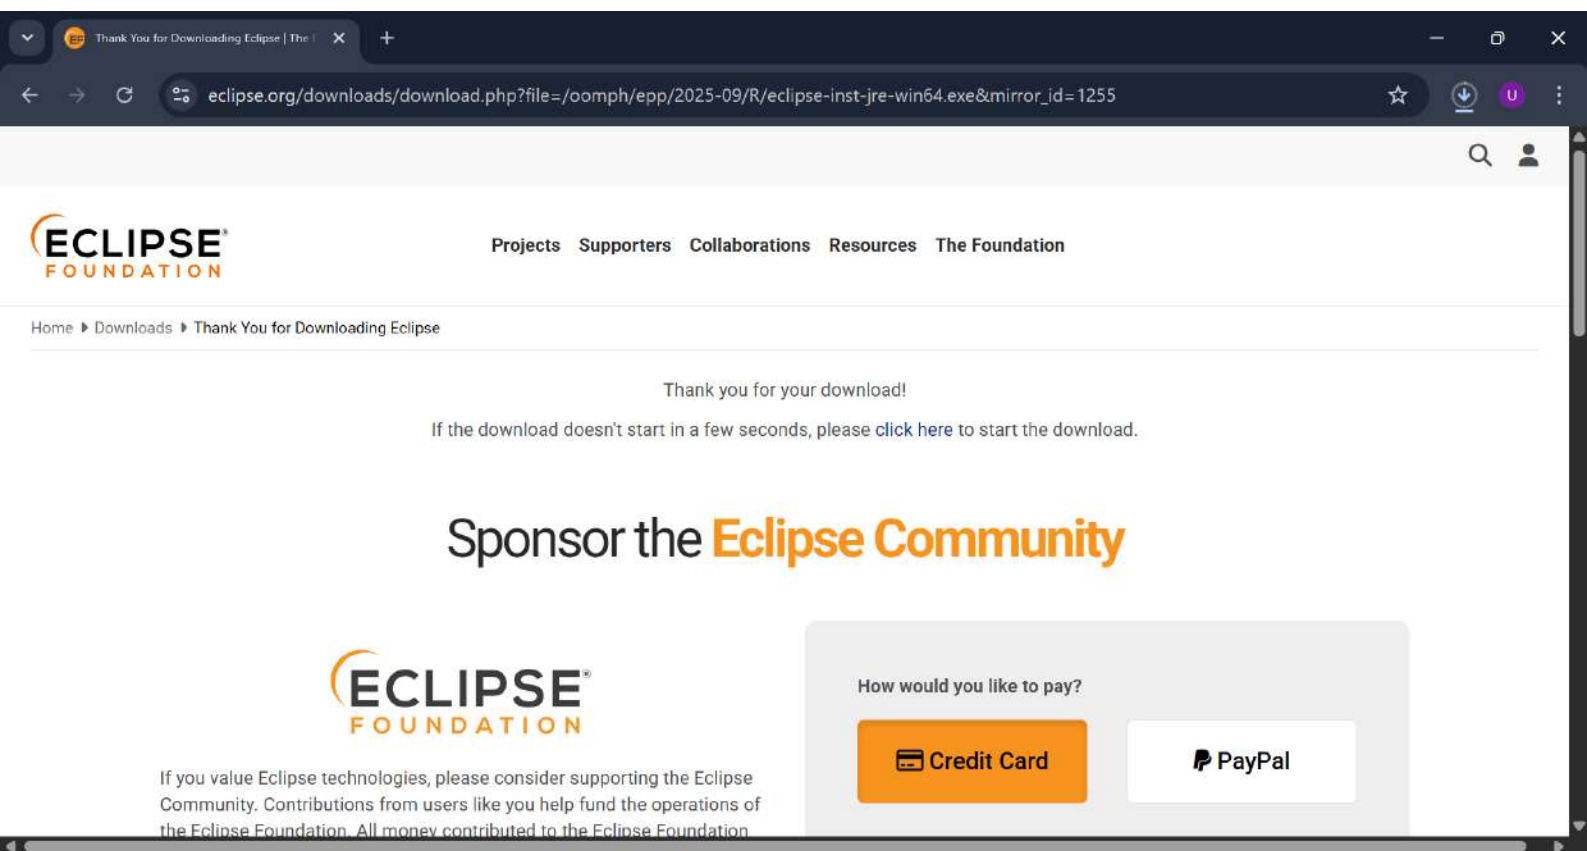 Thank You for Downloading Eclipse | The
eclipse.org/downloads/download.php?file=/oomph/epp/2025-09/R/eclipse-inst-jre-win64.exe&mirror_id=1255
U
ECLIPSE®
FOUNDATION
Projects Supporters Collaborations Resources The Foundation
Home Downloads Thank You for Downloading Eclipse
Thank you for your download!
If the download doesn't start in a few seconds, please click here to start the download.
Sponsor the Eclipse Community
ECLIPSE®
FOUNDATION
If you value Eclipse technologies, please consider supporting the Eclipse
Community. Contributions from users like you help fund the operations of
the Eclipse Foundation. All money contributed to the Eclipse Foundation
How would you like to pay?
Credit Card
PayPal